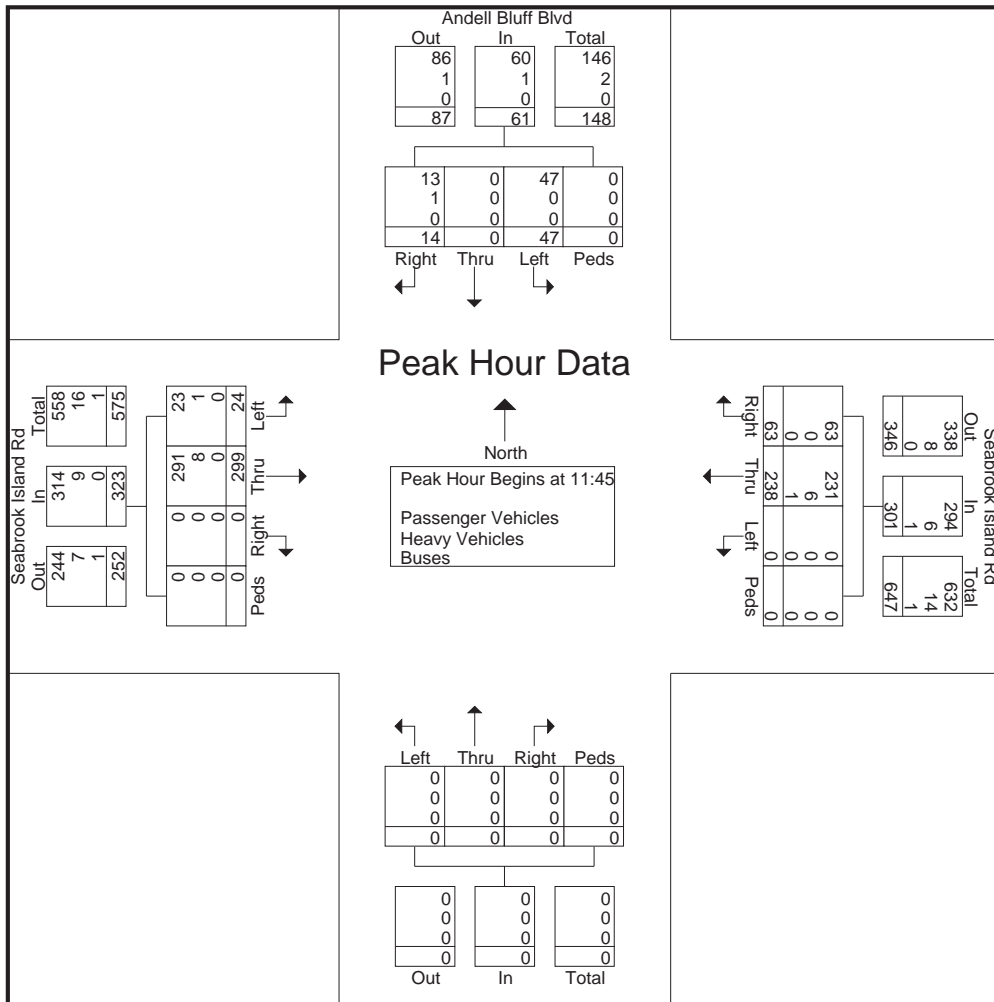 Andell Bluff Blvd
Out In Total
86 60 146
1 1 2
0 0 0
87 61 148
13 0 47 0
1 0 0 0
0 0 0 0
14 0 47 0
Right Thru Left Peds
Peak Hour Data
North
Peak Hour Begins at 11:45
Passenger Vehicles
Heavy Vehicles
Buses
Seabrook Island Rd
Out In Total
244 314 558
7 9 16
1 0 1
252 323 575
Peds Right Thru Left
0 0 291 23
0 0 8 1
0 0 0 0
0 0 299 24
Seabrook Island Rd
Out In Total
338 294 632
8 6 14
0 1 1
346 301 647
63 231 0 0
0 6 0 0
0 1 0 0
63 238 0 0
Right Thru Left Peds
Left Thru Right Peds
0 0 0 0
0 0 0 0
0 0 0 0
0 0 0 0
0 0 0
0 0 0
0 0 0
0 0 0
Out In Total